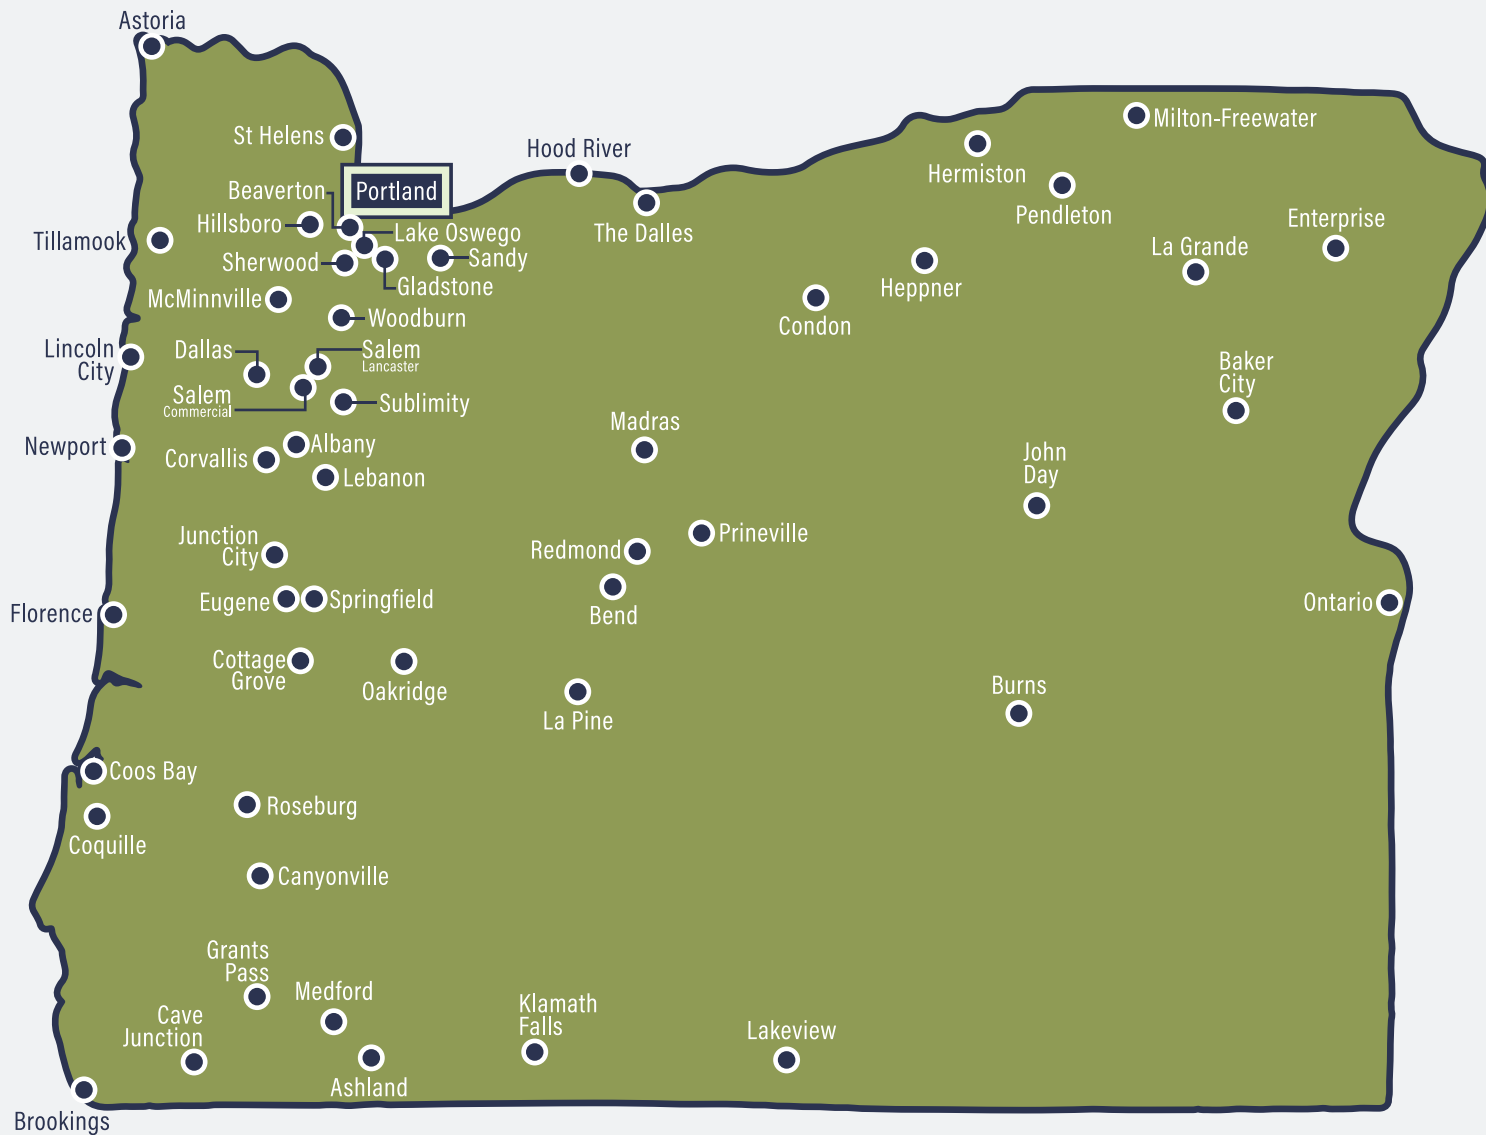 Astoria
St Helens
Hood River
Milton-Freewater
Hermiston
Beaverton
Portland
Pendleton
Hillsboro
Lake Oswego
The Dalles
Enterprise
Tillamook
La Grande
Sherwood
Sandy
Gladstone
Heppner
McMinnville
Woodburn
Condon
Lincoln
City
Dallas
Salem
Lancaster
Baker
City
Salem
Commercial
Sublimity
Madras
Newport
Corvallis
Albany
John
Day
Lebanon
Junction
City
Redmond
Prineville
Eugene
Springfield
Bend
Ontario
Florence
Cottage
Grove
Oakridge
La Pine
Burns
Coos Bay
Roseburg
Coquille
Canyonville
Grants
Pass
Medford
Klamath
Falls
Cave
Junction
Lakeview
Ashland
Brookings